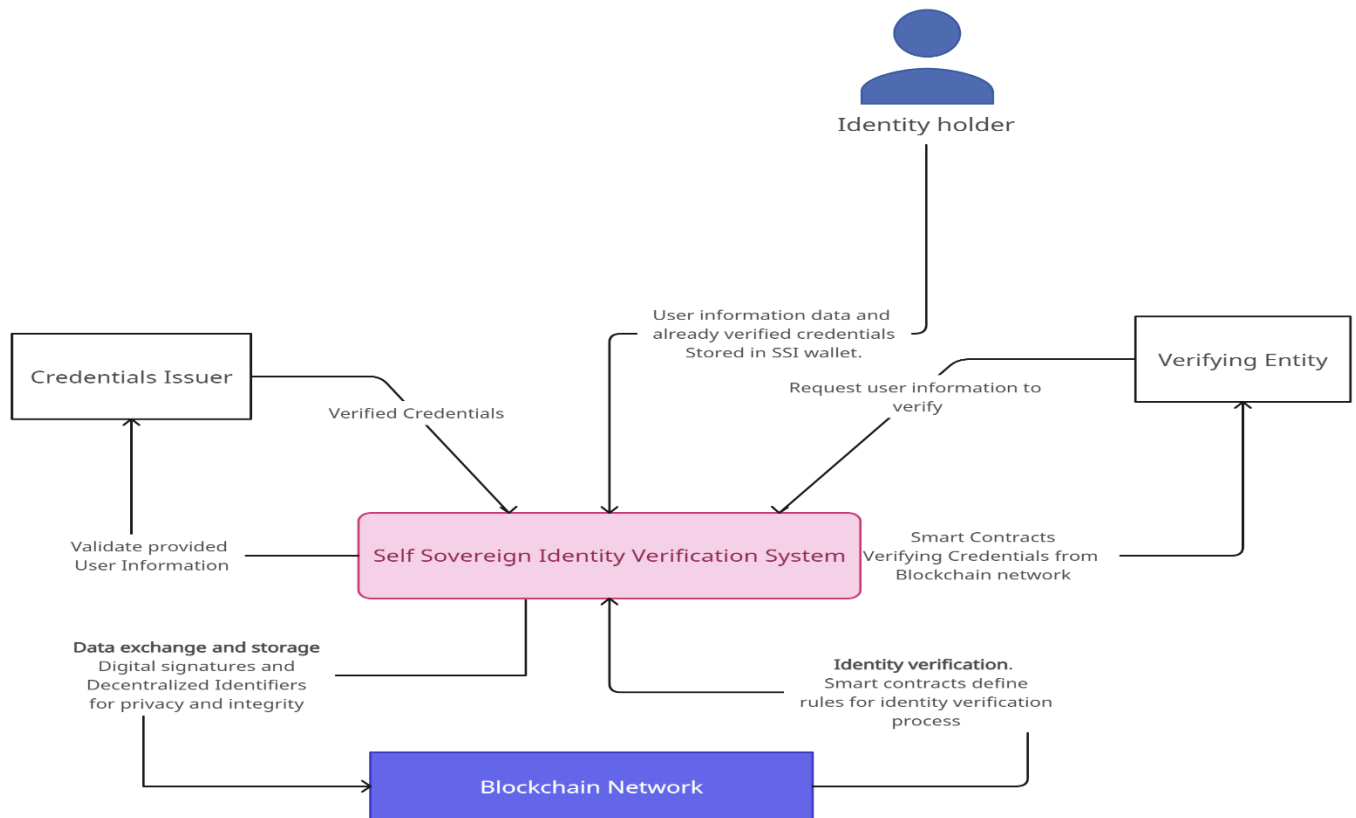 Identity holder
User information data and
already verified credentials
Stored in SSI wallet.
Credentials Issuer
Verifying Entity
Request user information to
verify
Verified Credentials
Validate provided
User Information
Self Sovereign Identity Verification System
Smart Contracts
Verifying Credentials from
Blockchain network
Data exchange and storage
Digital signatures and
Decentralized Identifiers
for privacy and integrity
Identity verification.
Smart contracts define
rules for identity verification
process
Blockchain Network